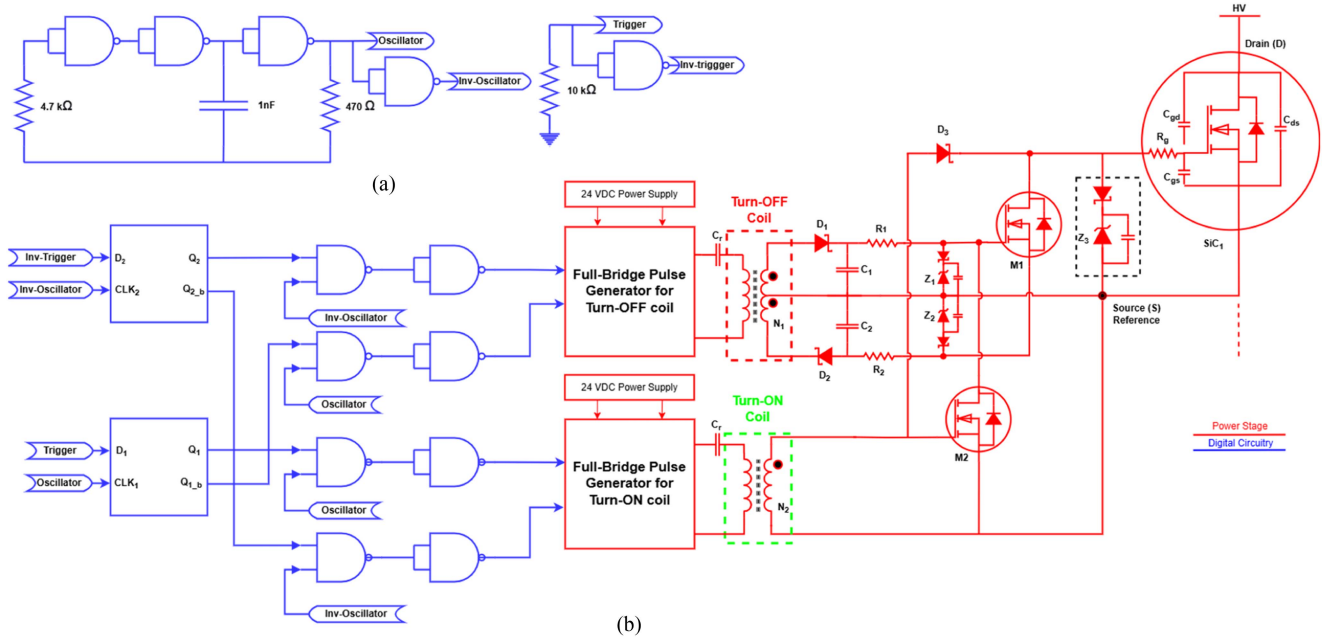 Oscillator
Inv-Oscillator
4.7 kΩ
1nF
470 Ω
Trigger
Inv-triggger
10 kΩ
(a)
HV
Drain (D)
Cgd
Cds
Rg
Cgs
SiC1
D3
Z3
M1
Source (S)
Reference
Inv-Trigger
Inv-Oscillator
D2
CLK2
Q2
Q2_b
Inv-Oscillator
Oscillator
24 VDC Power Supply
Full-Bridge Pulse
Generator for
Turn-OFF coil
Cr
Turn-OFF
Coil
N1
D1
R1
C1
C2
D2
R2
Z1
Z2
Trigger
Oscillator
D1
CLK1
Q1
Q1_b
Oscillator
Inv-Oscillator
24 VDC Power Supply
Full-Bridge Pulse
Generator for
Turn-ON coil
Cr
Turn-ON
Coil
N2
M2
Power Stage
Digital Circuitry
(b)